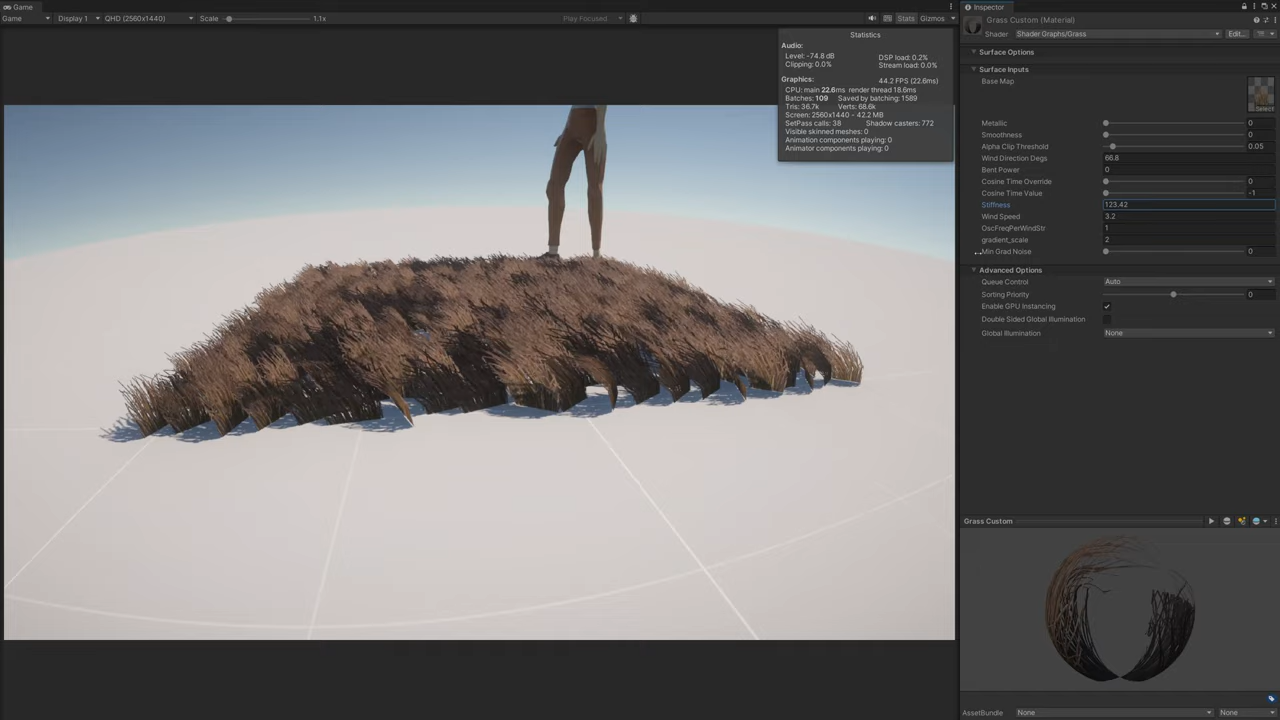 Game
Game Display 1 QHD (2560x1440) Scale 1.1x Play Focused Stats Gizmos
Statistics
Audio:
Level: -74.8 dB DSP load: 0.2%
Clipping: 0.0% Stream load: 0.0%
Graphics: 44.2 FPS (22.6ms)
CPU: main 22.6ms render thread 18.6ms
Batches: 109 Saved by batching: 1589
Tris: 36.7k Verts: 68.6k
Screen: 2560x1440 - 42.2 MB
SetPass calls: 38 Shadow casters: 772
Visible skinned meshes: 0
Animation components playing: 0
Animator components playing: 0
Inspector
Grass Custom (Material)
Shader Shader Graphs/Grass Edit...
Surface Options
Surface Inputs
Base Map
Select
Metallic 0
Smoothness 0
Alpha Clip Threshold 0.05
Wind Direction Degs 66.8
Bent Power 0
Cosine Time Override 0
Cosine Time Value -1
Stiffness 123.42
Wind Speed 3.2
OscFreqPerWindStr 1
gradient_scale 2
Min Grad Noise 0
Advanced Options
Queue Control Auto
Sorting Priority 0
Enable GPU Instancing
Double Sided Global Illumination
Global Illumination None
Grass Custom
AssetBundle None None